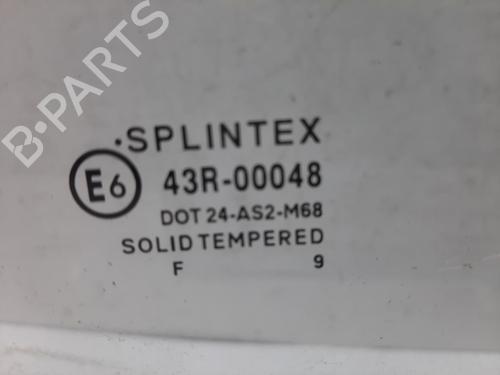 B-PARTS
·SPLINTEX
E6 43R-00048
DOT 24-AS2-M68
SOLID TEMPERED
F 9